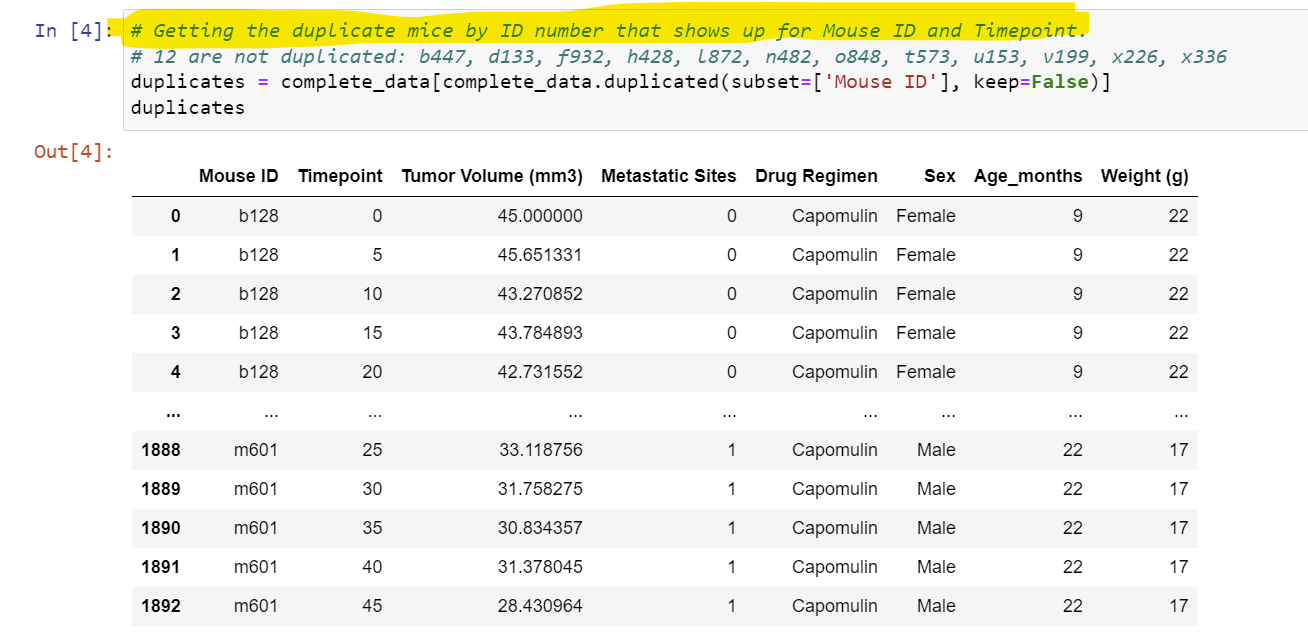 In [4]: # Getting the duplicate mice by ID number that shows up for Mouse ID and Timepoint.
# 12 are not duplicated: b447, d133, f932, h428, l872, n482, o848, t573, u153, v199, x226, x336
duplicates = complete_data[complete_data.duplicated(subset=['Mouse ID'], keep=False)]
duplicates
Out[4]:
Mouse ID Timepoint Tumor Volume (mm3) Metastatic Sites Drug Regimen Sex Age_months Weight (g)
0 b128 0 45.000000 0 Capomulin Female 9 22
1 b128 5 45.651331 0 Capomulin Female 9 22
2 b128 10 43.270852 0 Capomulin Female 9 22
3 b128 15 43.784893 0 Capomulin Female 9 22
4 b128 20 42.731552 0 Capomulin Female 9 22
... ... ... ... ... ... ... ... ...
1888 m601 25 33.118756 1 Capomulin Male 22 17
1889 m601 30 31.758275 1 Capomulin Male 22 17
1890 m601 35 30.834357 1 Capomulin Male 22 17
1891 m601 40 31.378045 1 Capomulin Male 22 17
1892 m601 45 28.430964 1 Capomulin Male 22 17